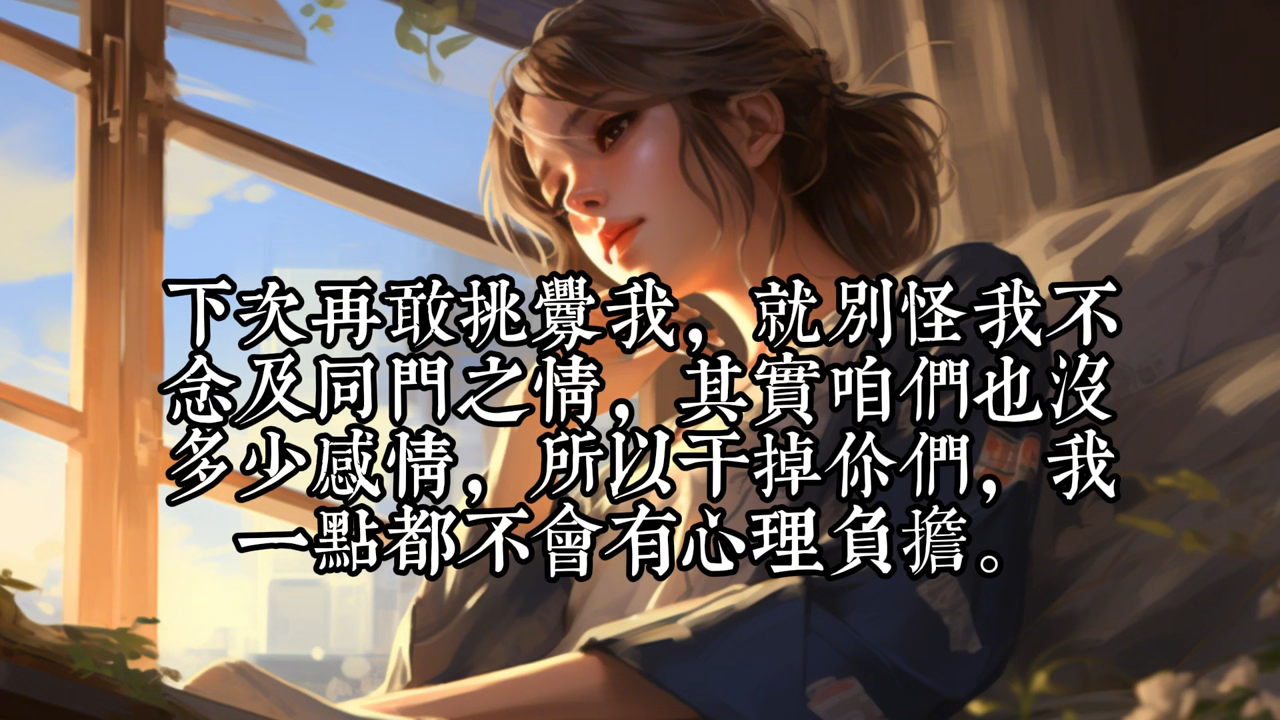 下次再敢挑釁我，就別怪我不
念及同門之情，其實咱們也沒
多少感情，所以干掉你們，我
一點都不會有心理負擔。